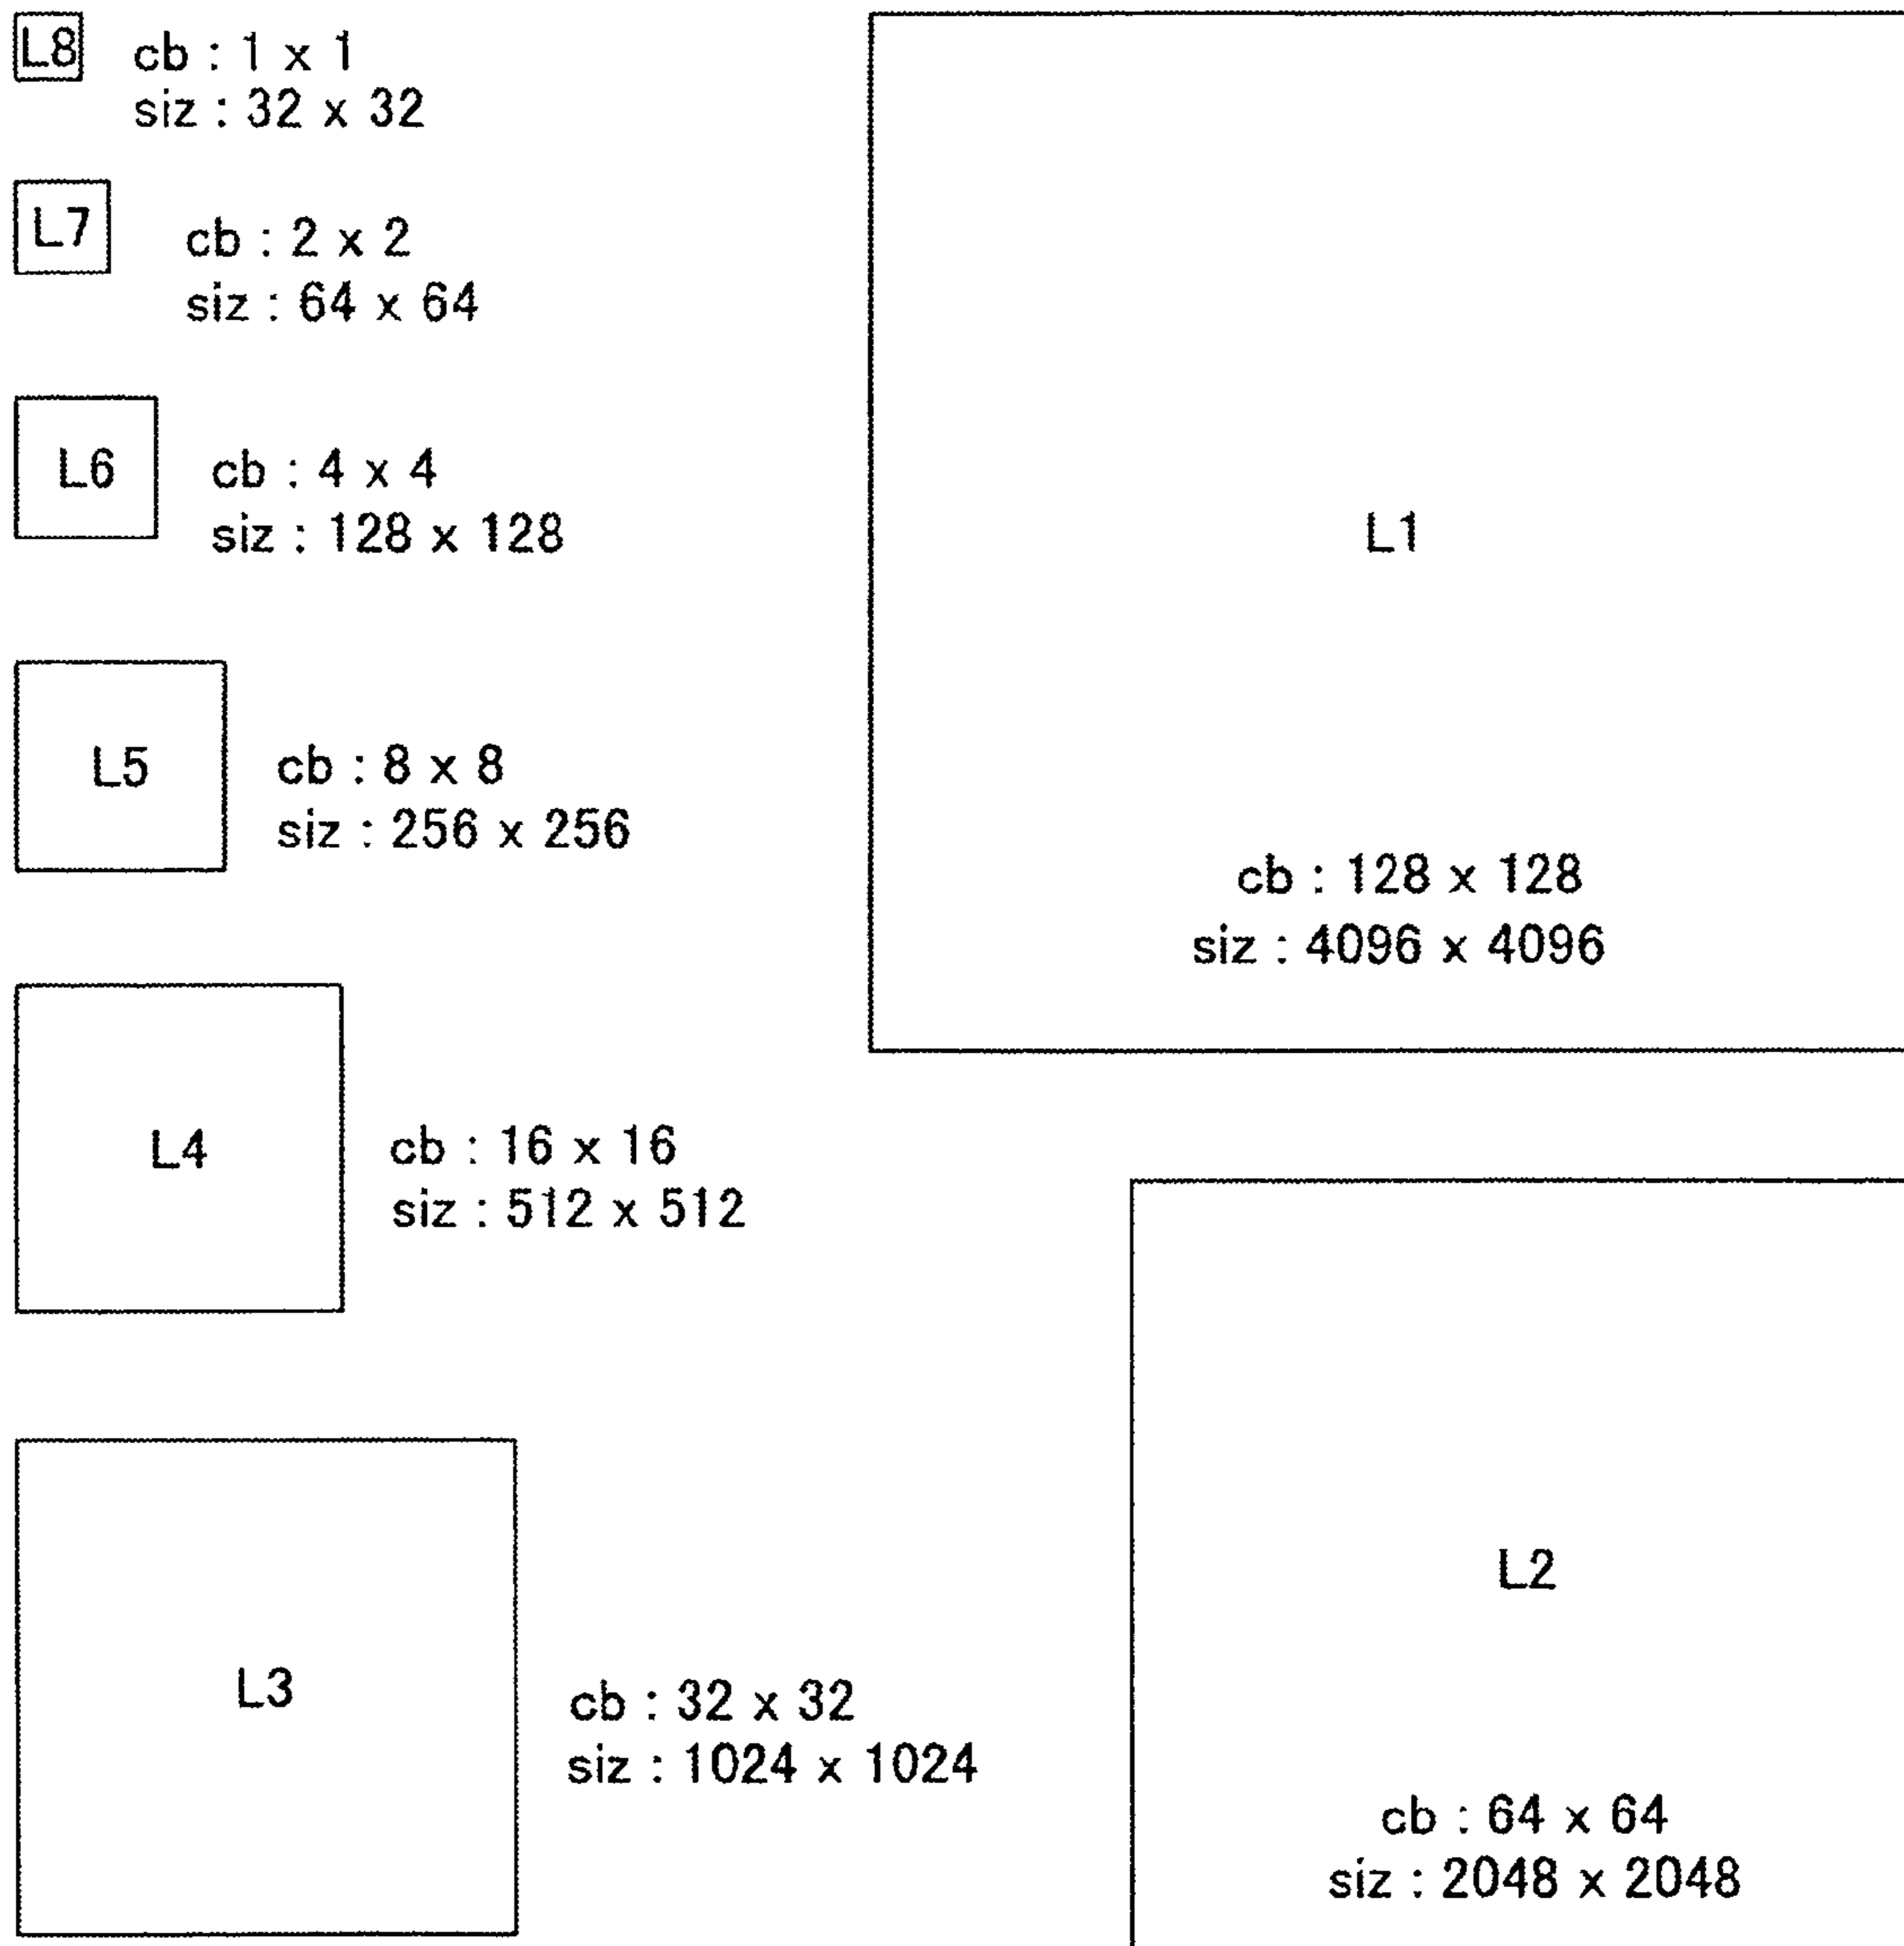 L8
cb : 1 x 1
siz : 32 x 32
L7
cb : 2 x 2
siz : 64 x 64
L6
cb : 4 x 4
siz : 128 x 128
L5
cb : 8 x 8
siz : 256 x 256
L4
cb : 16 x 16
siz : 512 x 512
L3
cb : 32 x 32
siz : 1024 x 1024
L1
cb : 128 x 128
siz : 4096 x 4096
L2
cb : 64 x 64
siz : 2048 x 2048